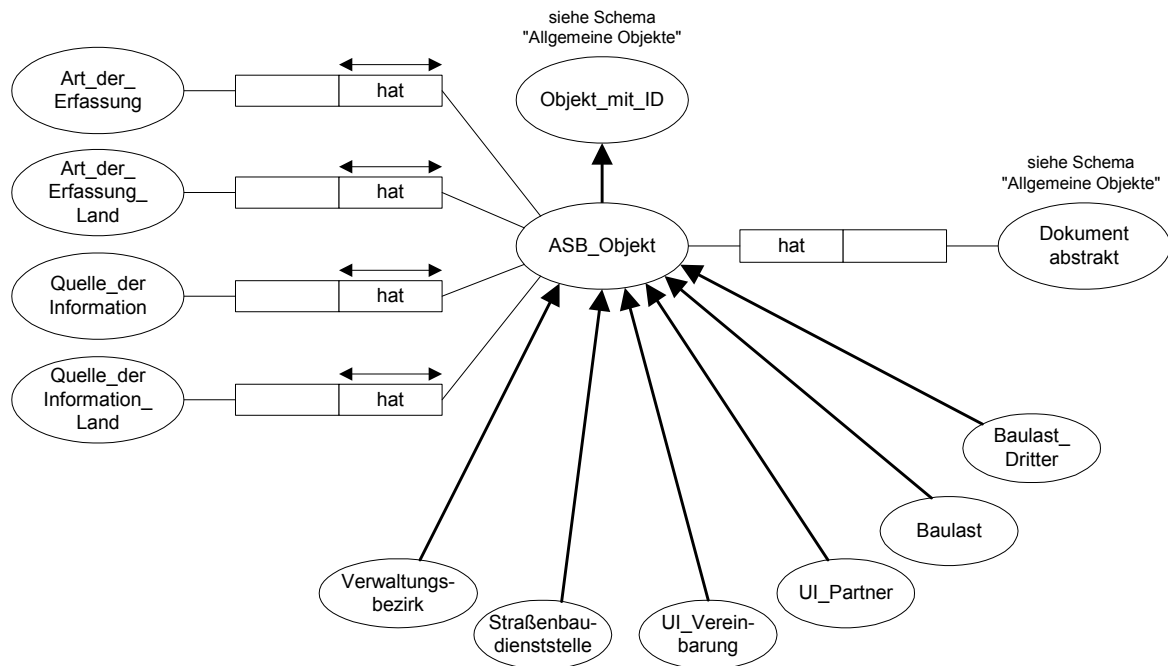 siehe Schema
"Allgemeine Objekte"
Art_der_
Erfassung
hat
Objekt_mit_ID
Art_der_
Erfassung_
Land
hat
siehe Schema
"Allgemeine Objekte"
ASB_Objekt
hat
Dokument
abstrakt
Quelle_der
Information
hat
Quelle_der
Information_
Land
hat
Baulast_
Dritter
Baulast
Verwaltungs-
bezirk
UI_Partner
Straßenbau-
dienststelle
UI_Verein-
barung